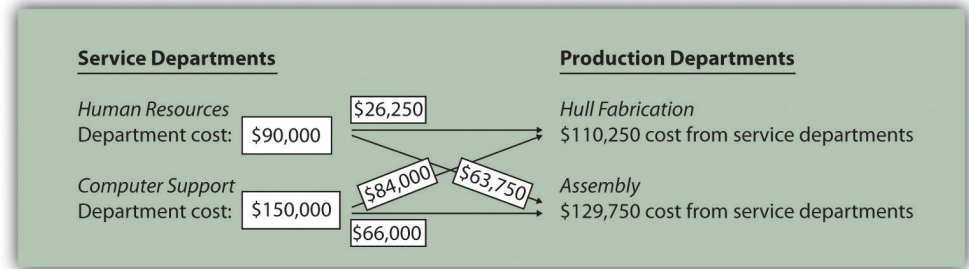 Service Departments
Production Departments
Human Resources
Department cost: $90,000
$26,250
Hull Fabrication
$110,250 cost from service departments
$84,000
$63,750
Computer Support
Department cost: $150,000
$66,000
Assembly
$129,750 cost from service departments